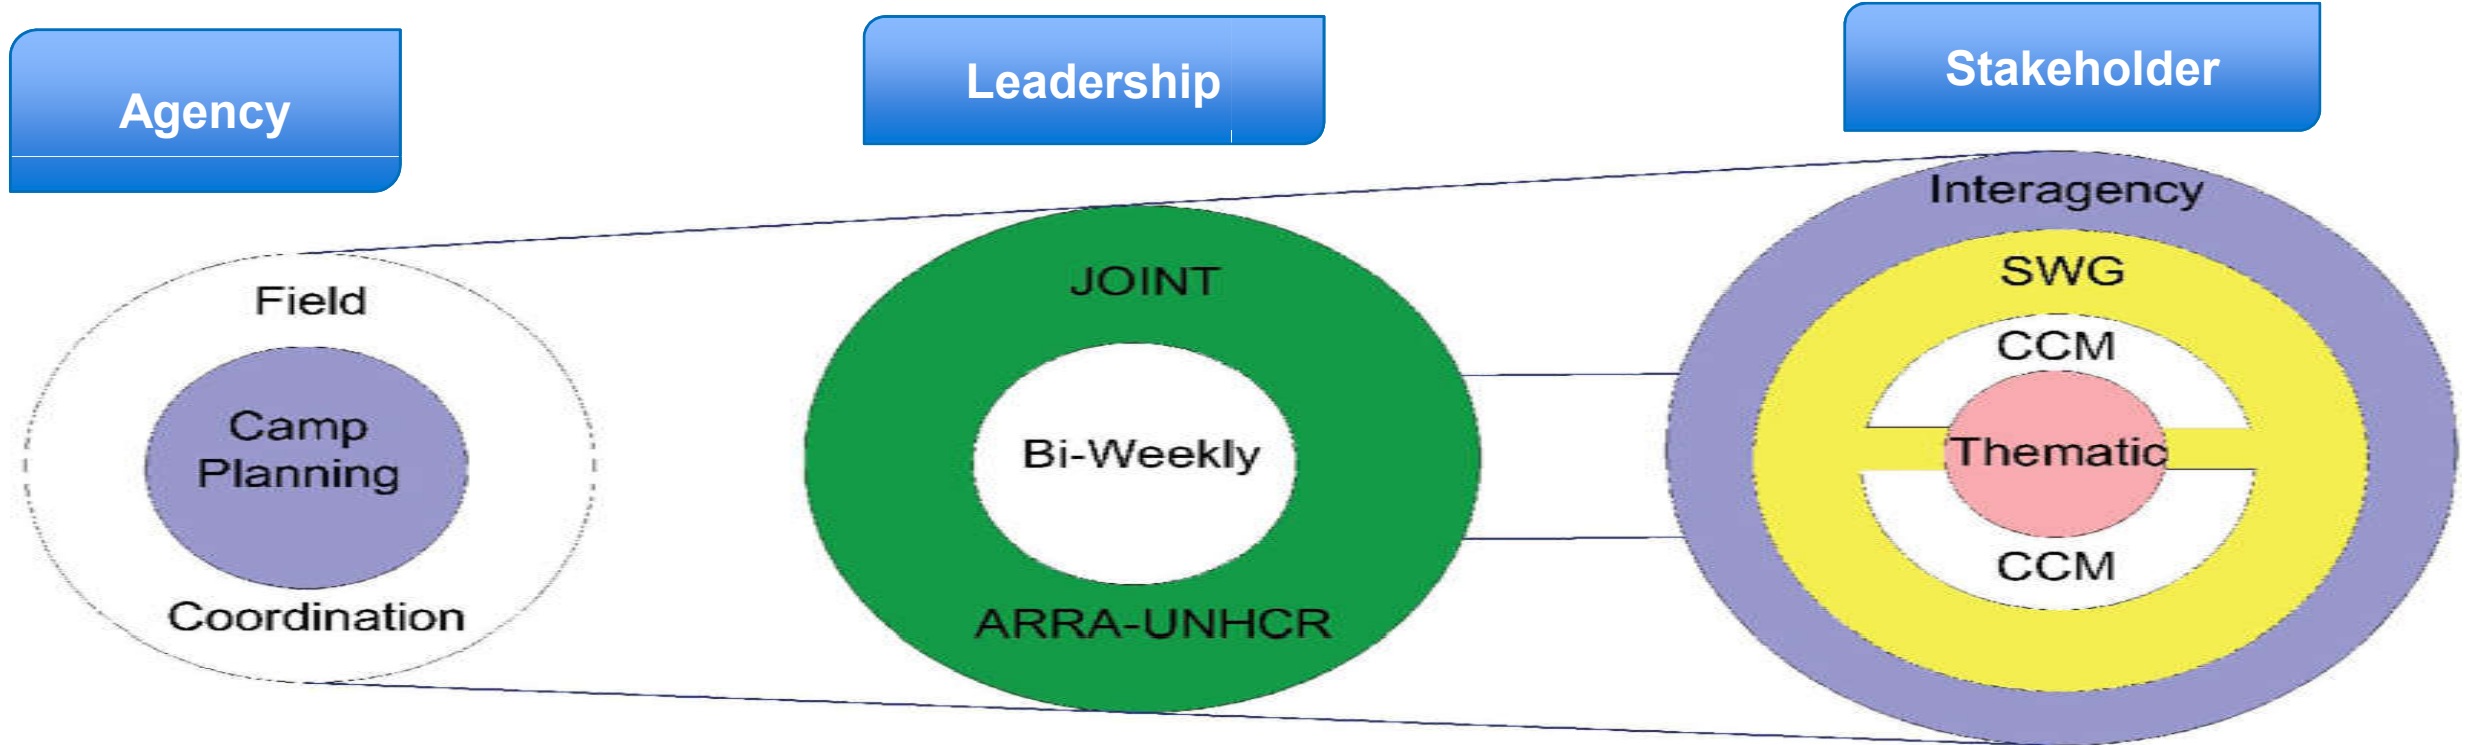 Agency
Leadership
Stakeholder
Field
Camp
Planning
Coordination
JOINT
Bi-Weekly
ARRA-UNHCR
Interagency
SWG
CCM
Thematic
CCM